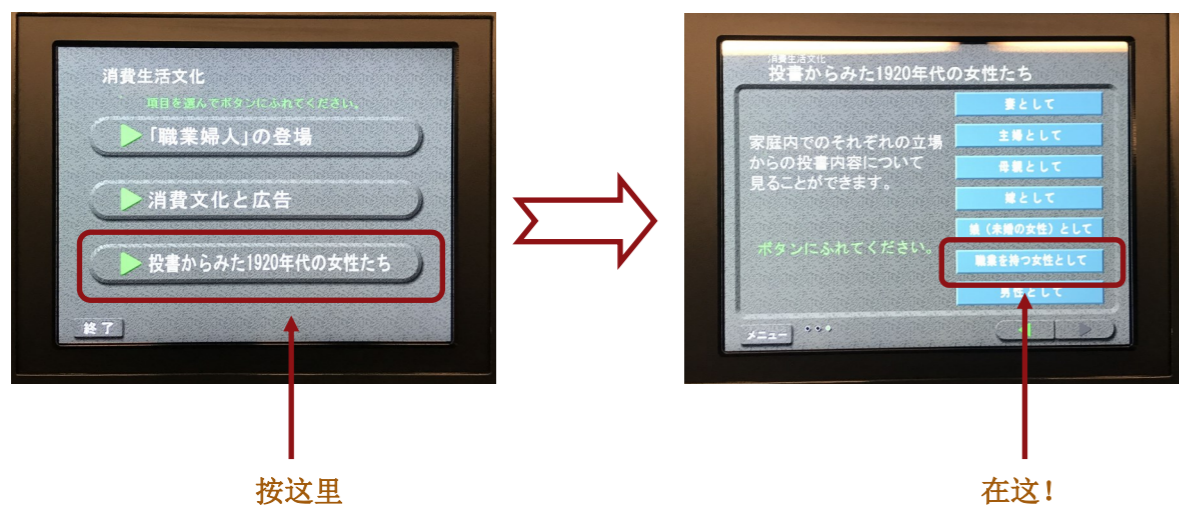 消費生活文化
項目を選んでボタンにふれてください。
「職業婦人」の登場
消費文化と広告
投書からみた1920年代の女性たち
終了
按这里
消費生活文化
投書からみた1920年代の女性たち
家庭内でのそれぞれの立場
からの投書内容について
見ることができます。
ボタンにふれてください。
妻として
主婦として
母親として
嫁として
娘（未婚の女性）として
職業を持つ女性として
男性として
メニュー
在这！